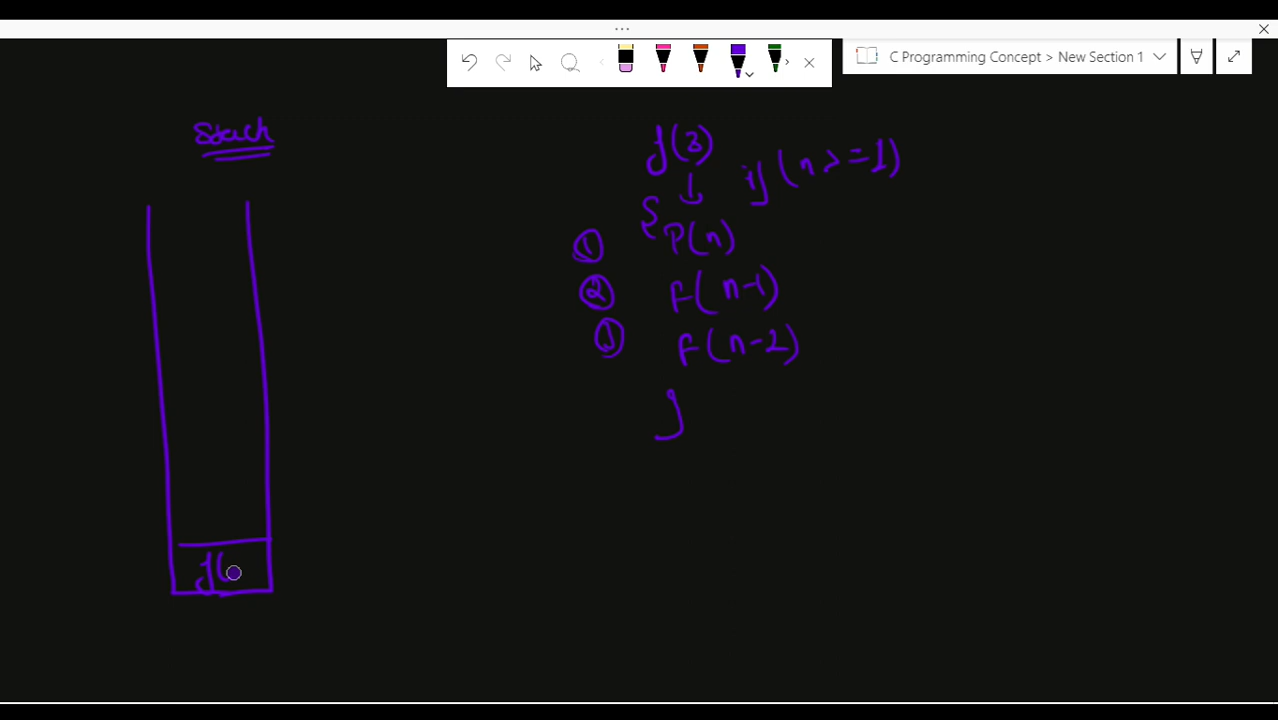 C Programming Concept > New Section 1
Stack
f(3)
if (n >= 1)
{
① P(n)
② F(n-1)
③ F(n-2)
}
f(